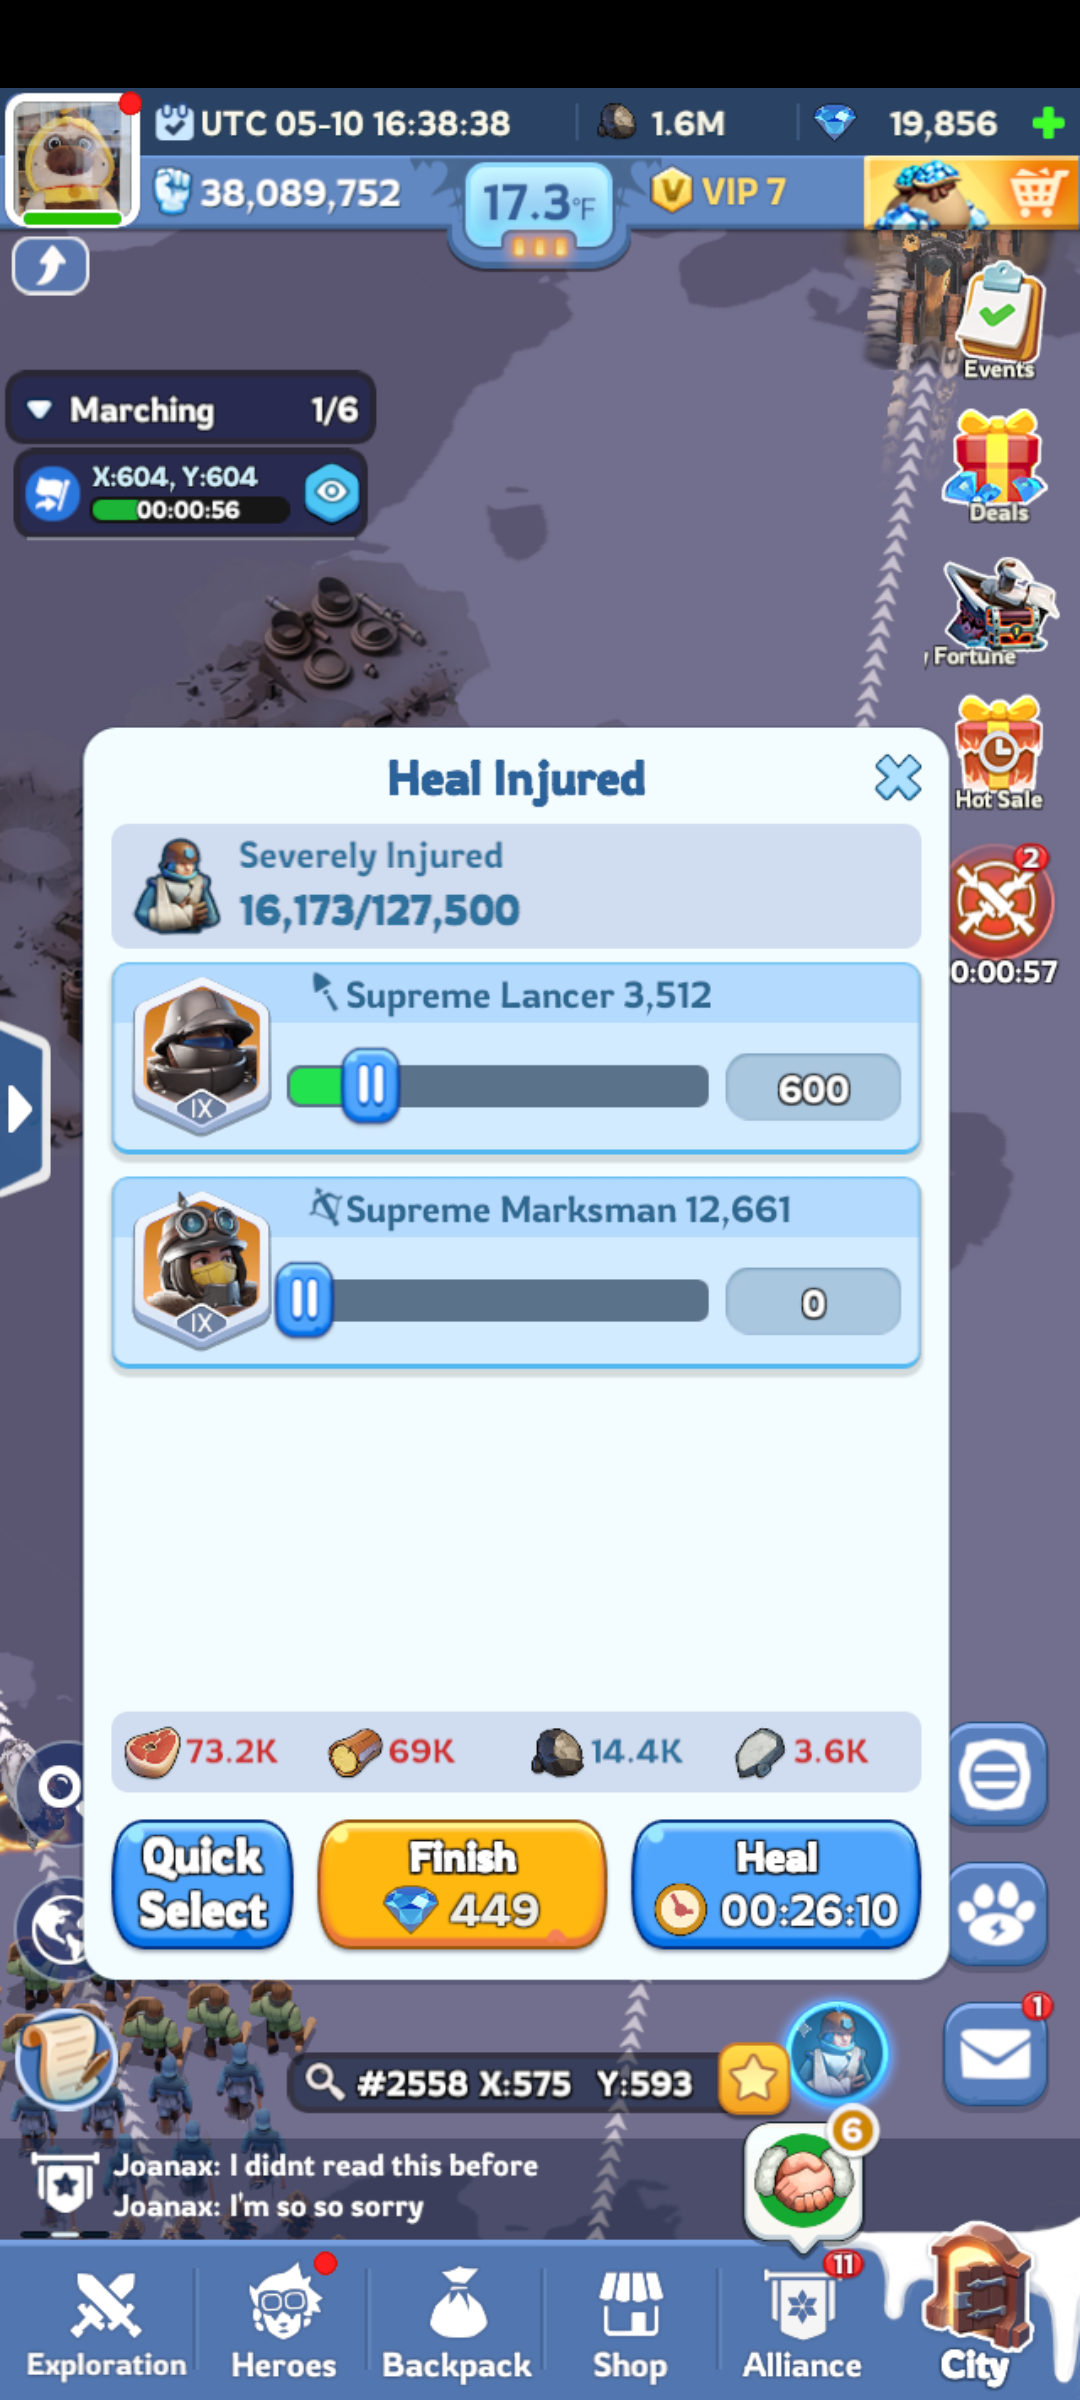 UTC 05-10 16:38:38
1.6M
19,856
38,089,752
17.3°F
VIP 7
Events
Marching 1/6
X:604, Y:604
00:00:56
Deals
Fortune
Hot Sale
2
0:00:57
Heal Injured
Severely Injured
16,173/127,500
Supreme Lancer 3,512
IX
600
Supreme Marksman 12,661
IX
0
73.2K
69K
14.4K
3.6K
Quick Select
Finish
449
Heal
00:26:10
#2558 X:575 Y:593
1
6
Joanax: I didnt read this before
Joanax: I'm so so sorry
11
Exploration
Heroes
Backpack
Shop
Alliance
City